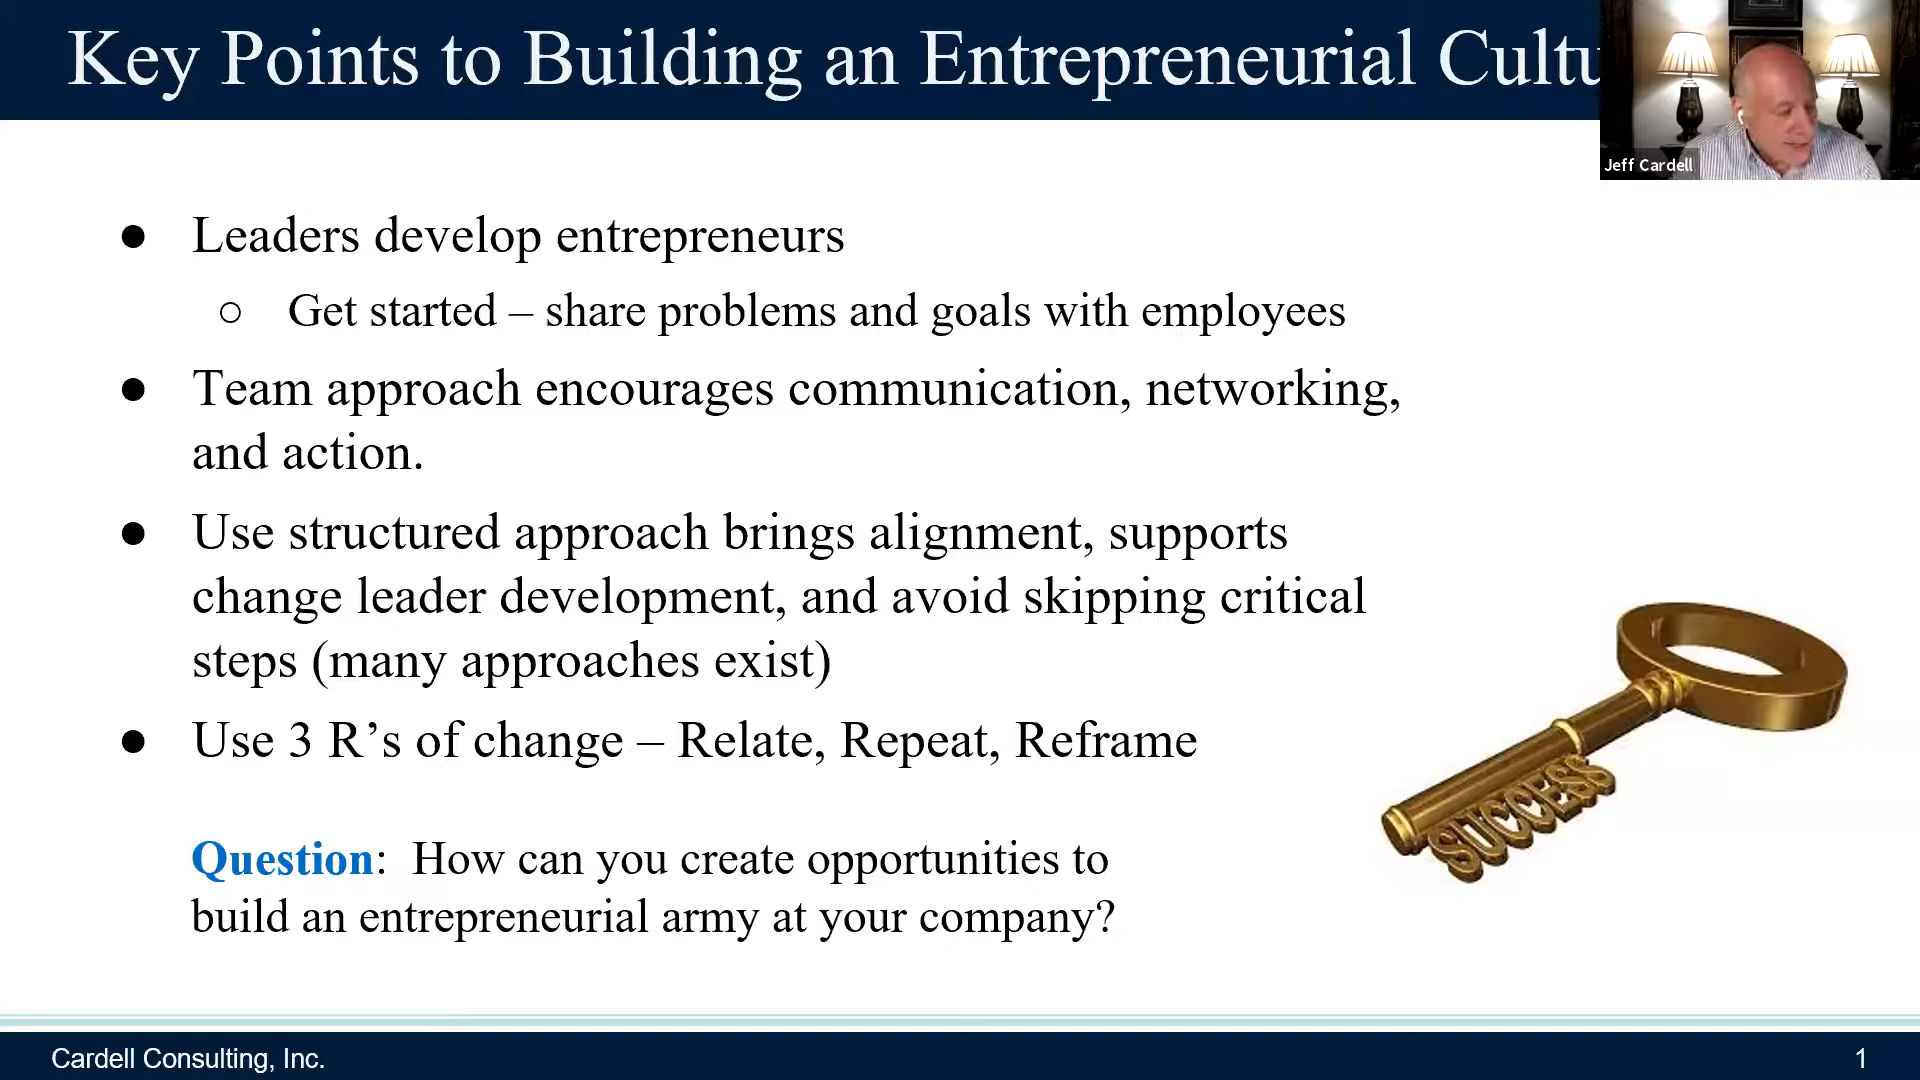 Key Points to Building an Entrepreneurial Cultu
Jeff Cardell
● Leaders develop entrepreneurs
○ Get started – share problems and goals with employees
● Team approach encourages communication, networking,
and action.
● Use structured approach brings alignment, supports
change leader development, and avoid skipping critical
steps (many approaches exist)
● Use 3 R’s of change – Relate, Repeat, Reframe
SUCCESS
Question: How can you create opportunities to
build an entrepreneurial army at your company?
Cardell Consulting, Inc.
1